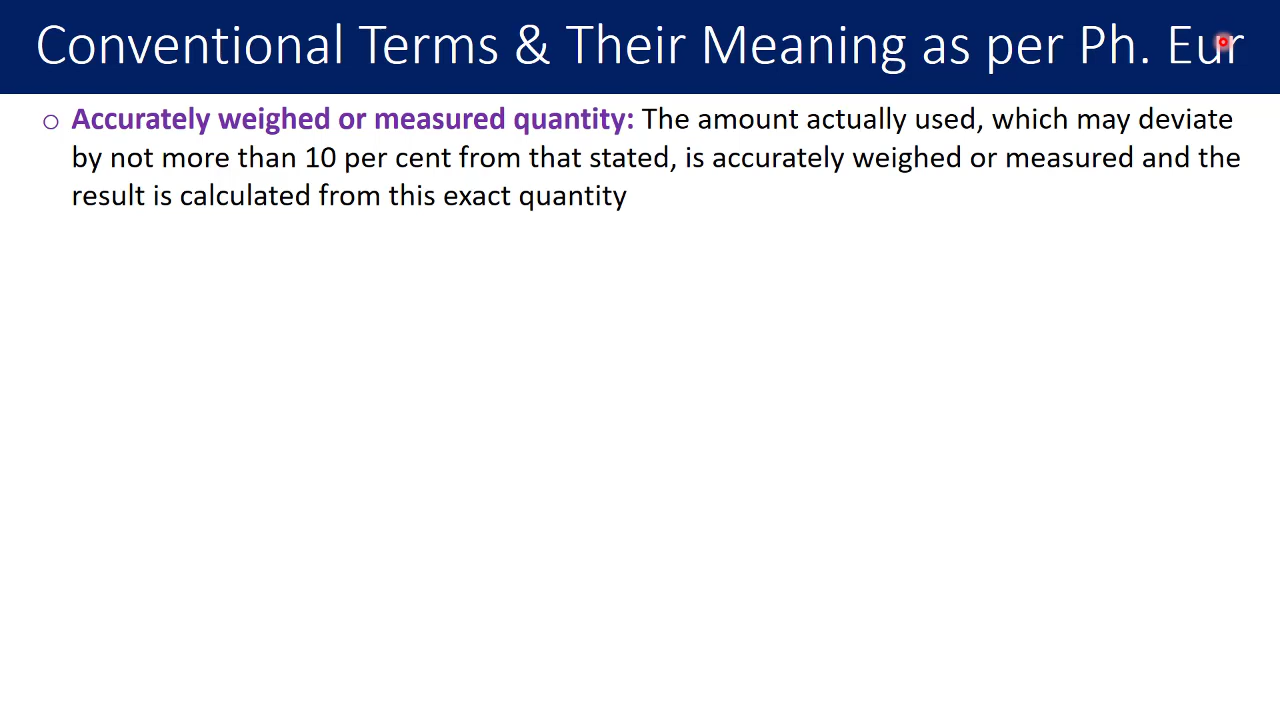 Conventional Terms & Their Meaning as per Ph. Eur
Accurately weighed or measured quantity: The amount actually used, which may deviate
by not more than 10 per cent from that stated, is accurately weighed or measured and the
result is calculated from this exact quantity